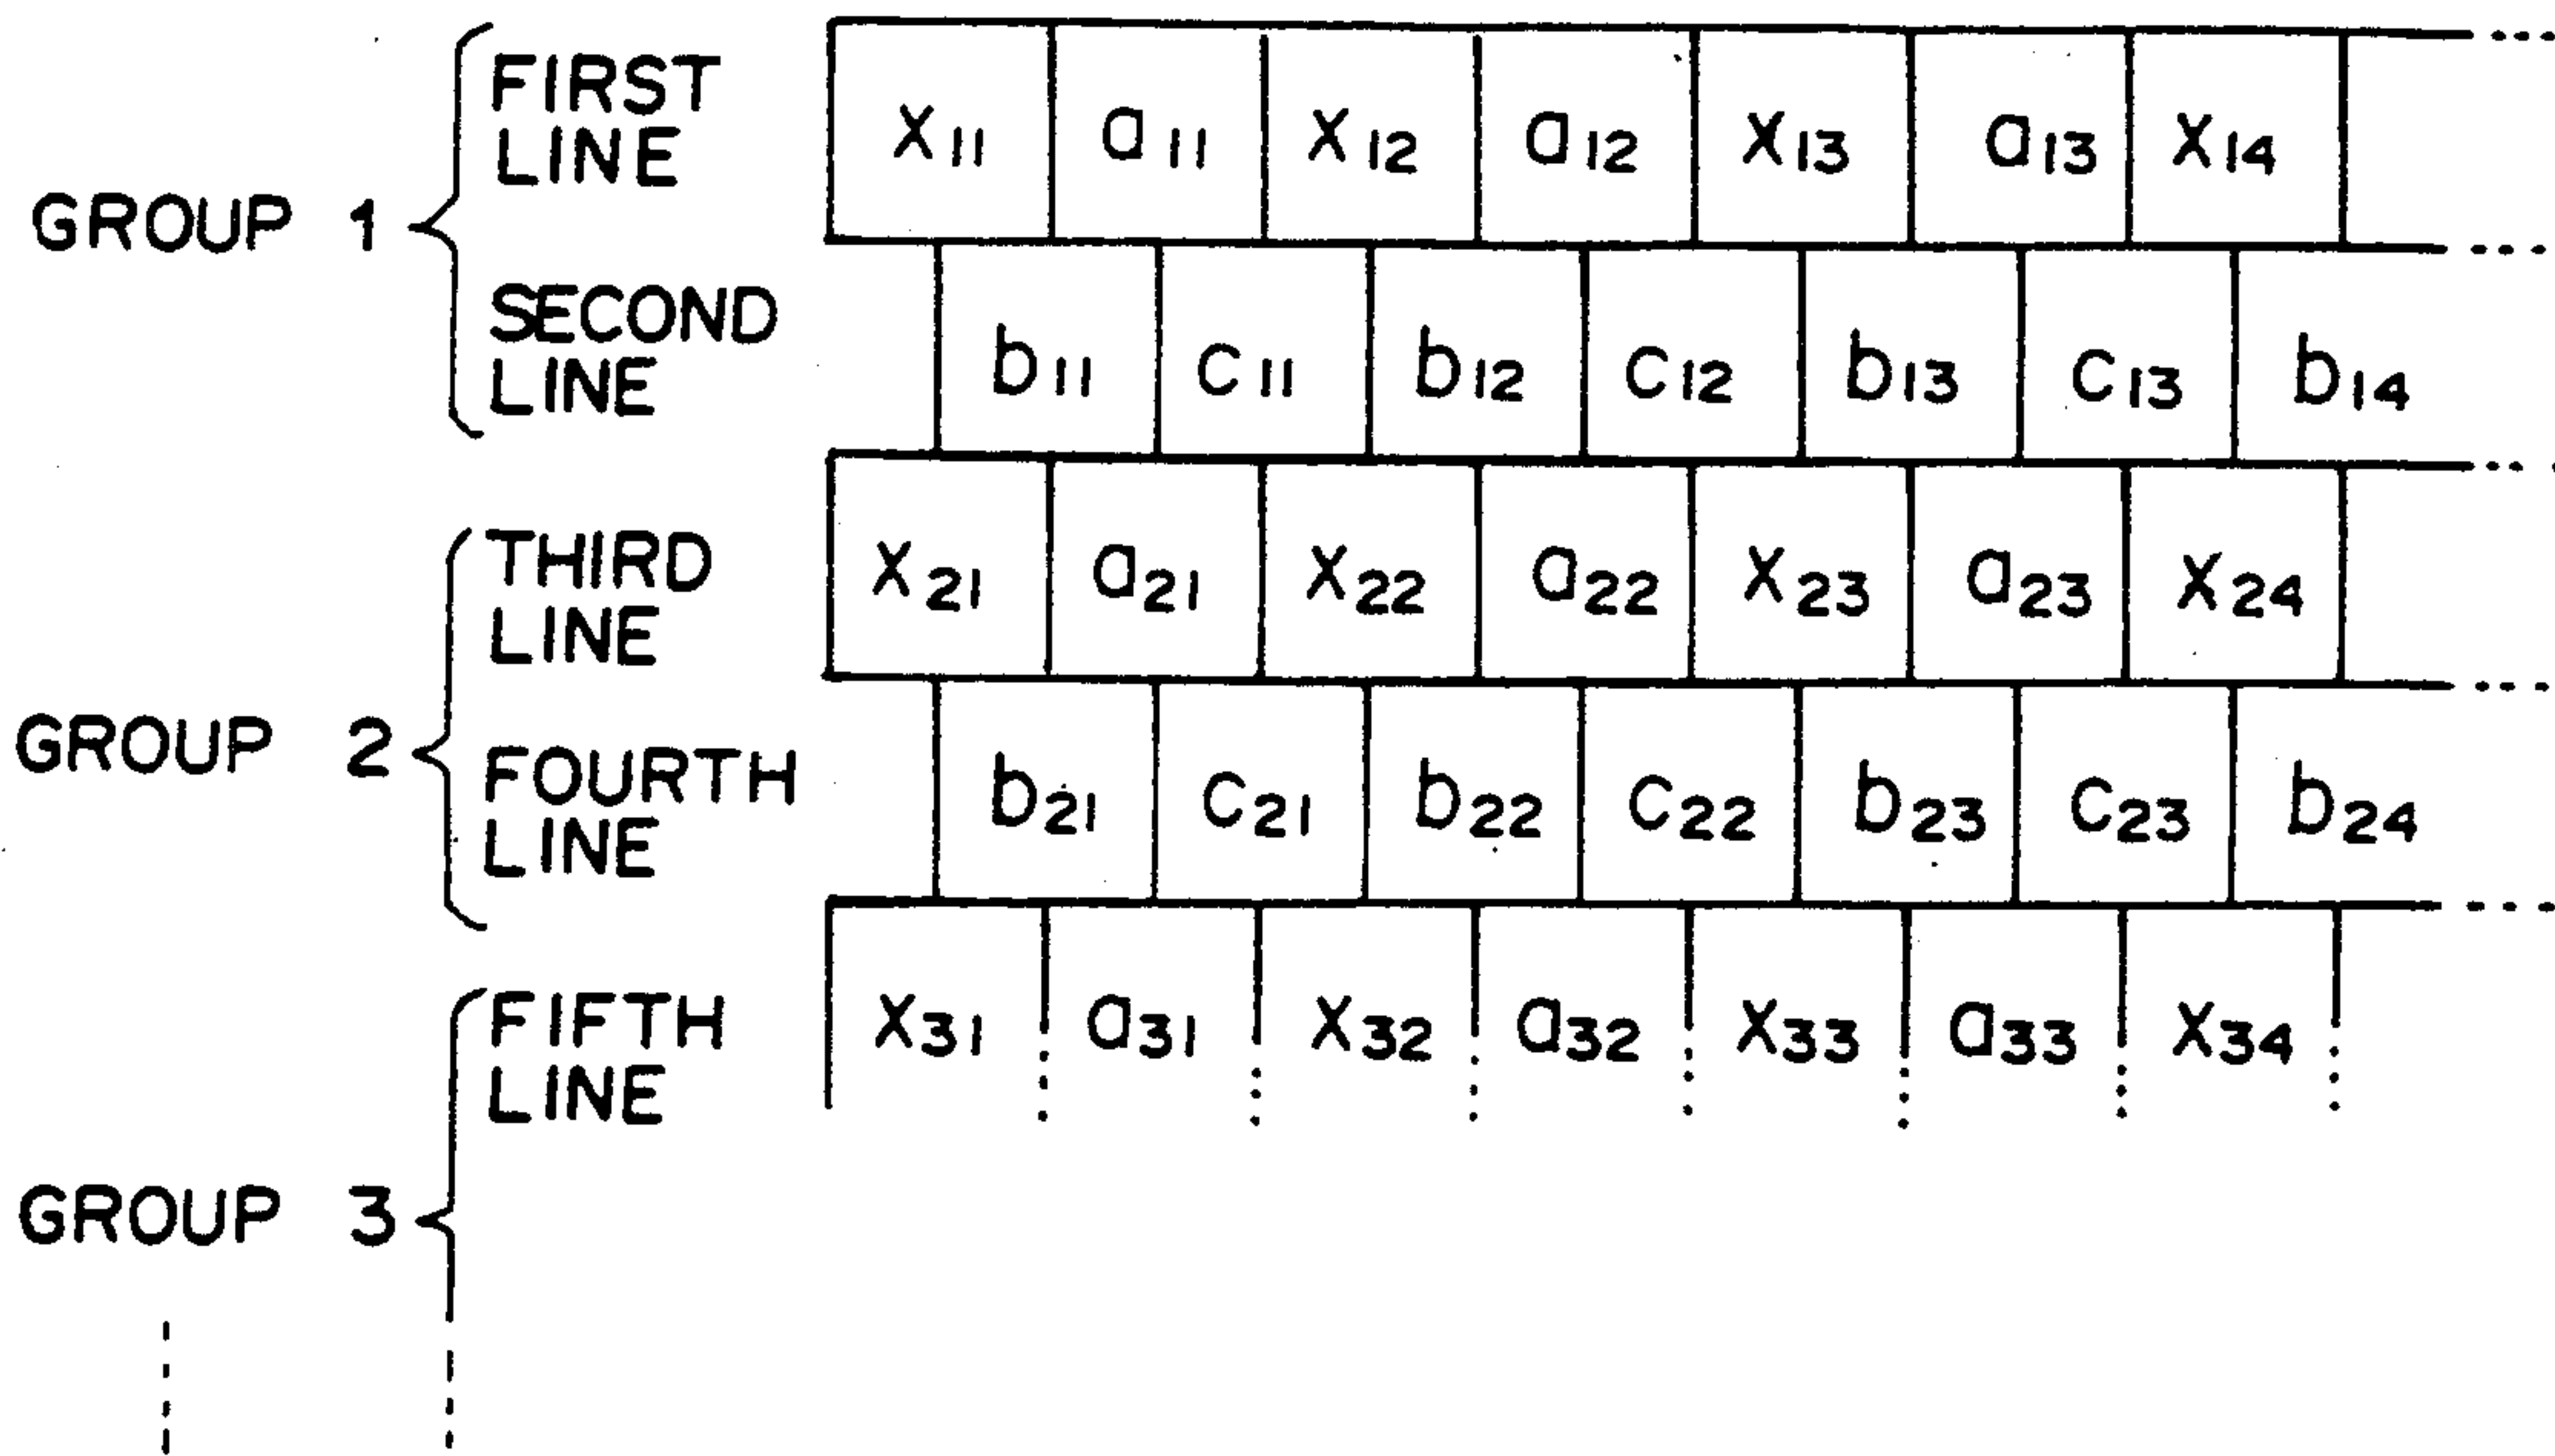 GROUP 1
FIRST LINE
x11 a11 x12 a12 x13 a13 x14
SECOND LINE
b11 c11 b12 c12 b13 c13 b14
GROUP 2
THIRD LINE
x21 a21 x22 a22 x23 a23 x24
FOURTH LINE
b21 c21 b22 c22 b23 c23 b24
GROUP 3
FIFTH LINE
x31 a31 x32 a32 x33 a33 x34